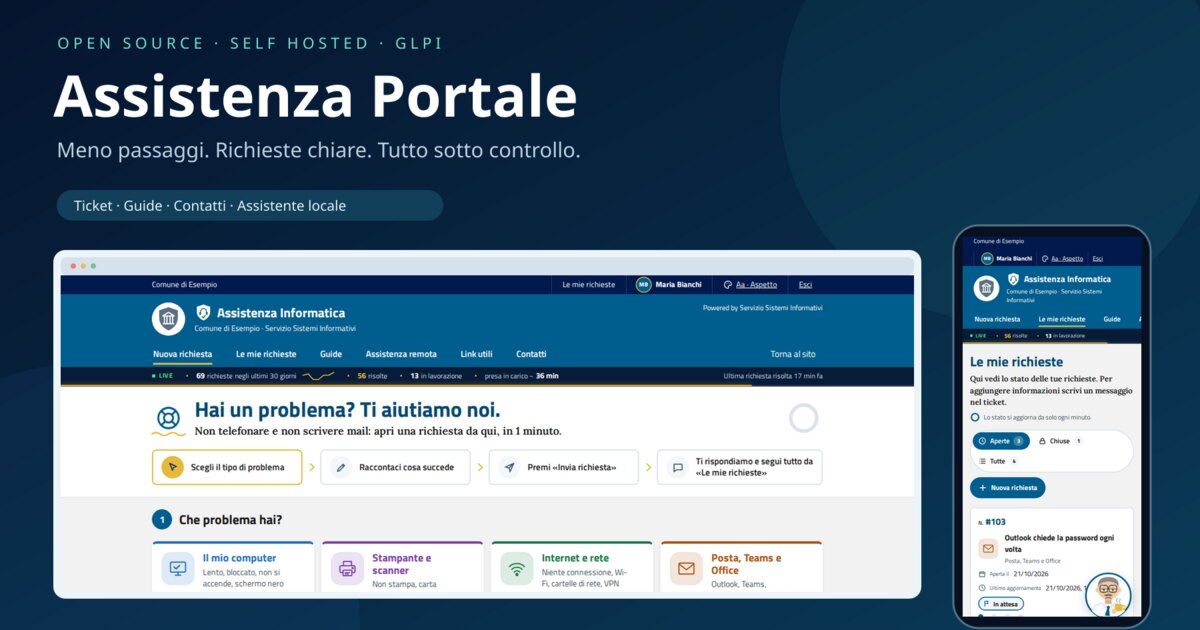 OPEN SOURCE · SELF HOSTED · GLPI
Assistenza Portale
Meno passaggi. Richieste chiare. Tutto sotto controllo.
Ticket · Guide · Contatti · Assistente locale
Comune di Esempio
Le mie richieste
MB Maria Bianchi
Aa · Aspetto
Esci
Assistenza Informatica
Comune di Esempio · Servizio Sistemi Informativi
Powered by Servizio Sistemi Informativi
Nuova richiesta
Le mie richieste
Guide
Assistenza remota
Link utili
Contatti
Torna al sito
LIVE
69 richieste negli ultimi 30 giorni
56 risolte
13 in lavorazione
presa in carico ~ 36 min
Ultima richiesta risolta 17 min fa
Hai un problema? Ti aiutiamo noi.
Non telefonare e non scrivere mail: apri una richiesta da qui, in 1 minuto.
Scegli il tipo di problema
Raccontaci cosa succede
Premi «Invia richiesta»
Ti rispondiamo e segui tutto da
«Le mie richieste»
1 Che problema hai?
Il mio computer
Lento, bloccato, non si
accende, schermo nero
Stampante e
scanner
Non stampa, carta
Internet e rete
Niente connessione, Wi-
Fi, cartelle di rete, VPN
Posta, Teams e
Office
Outlook, Teams,
Comune di Esempio
MB Maria Bianchi
Aa · Aspetto
Esci
Assistenza Informatica
Comune di Esempio · Servizio Sistemi
Informativi
Nuova richiesta
Le mie richieste
Guide
LIVE
56 risolte
13 in lavorazione
Le mie richieste
Qui vedi lo stato delle tue richieste. Per
aggiungere informazioni scrivi un messaggio
nel ticket.
Lo stato si aggiorna da solo ogni minuto.
Aperte 3
Chiuse 1
Tutte 4
+ Nuova richiesta
N. #103
Outlook chiede la password ogni
volta
Posta, Teams e Office
Aperta il 21/10/2026
Ultimo aggiornamento 21/10/2026, 1
In attesa